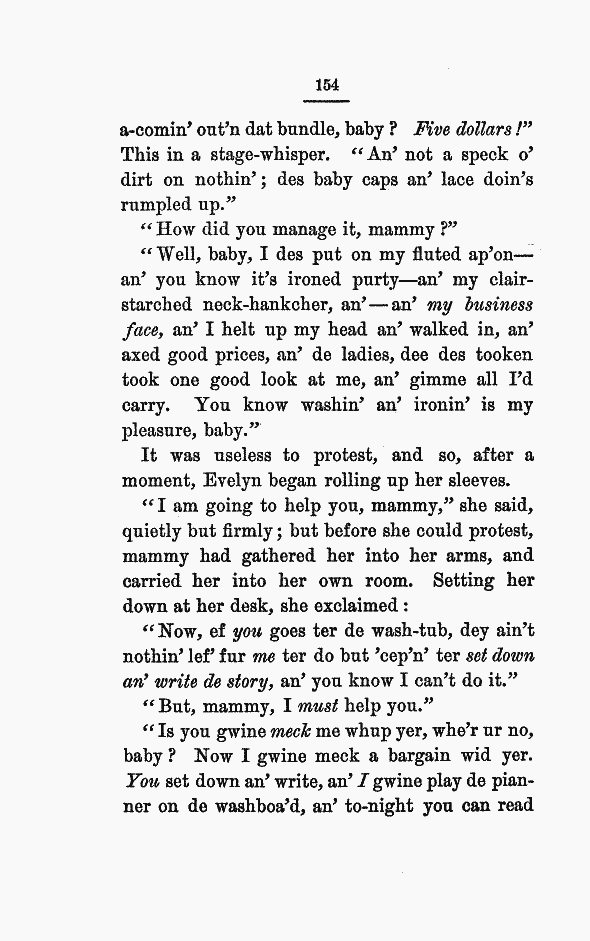 154
a-comin' out'n dat bundle, baby? Five dollars!"
This in a stage-whisper. "An' not a speck o'
dirt on nothin'; des baby caps an' lace doin's
rumpled up."
"How did you manage it, mammy?"
"Well, baby, I des put on my fluted ap'on—
an' you know it's ironed purty—an' my clair-
starched neck-hankcher, an'—an' my business
face, an' I helt up my head an' walked in, an'
axed good prices, an' de ladies, dee des tooken
took one good look at me, an' gimme all I'd
carry. You know washin' an' ironin' is my
pleasure, baby."
It was useless to protest, and so, after a
moment, Evelyn began rolling up her sleeves.
"I am going to help you, mammy," she said,
quietly but firmly; but before she could protest,
mammy had gathered her into her arms, and
carried her into her own room. Setting her
down at her desk, she exclaimed:
"Now, ef you goes ter de wash-tub, dey ain't
nothin' lef' fur me ter do but 'cep'n' ter set down
an' write de story, an' you know I can't do it."
"But, mammy, I must help you."
"Is you gwine meck me whup yer, whe'r ur no,
baby? Now I gwine meck a bargain wid yer.
You set down an' write, an' I gwine play de pian-
ner on de washboa'd, an' to-night you can read